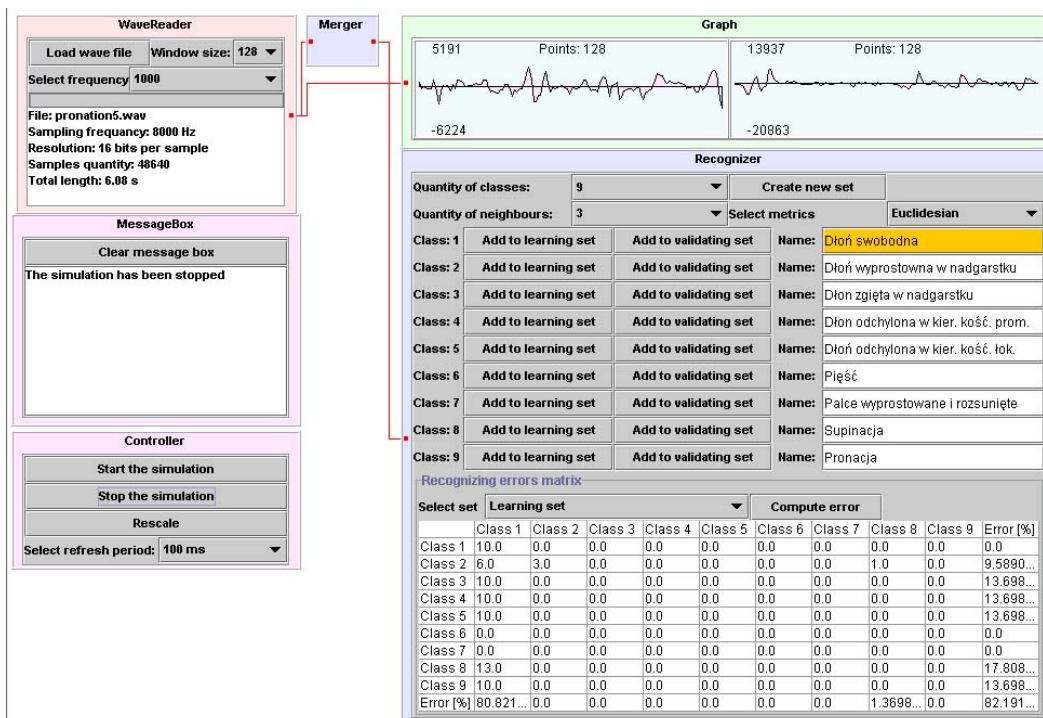 WaveReader
Load wave file Window size: 128
Select frequency 1000
File: pronation5.wav
Sampling frequancy: 8000 Hz
Resolution: 16 bits per sample
Samples quantity: 48640
Total length: 6.08 s
Merger
Graph
5191 Points: 128
-6224
13937 Points: 128
-20863
MessageBox
Clear message box
The simulation has been stopped
Controller
Start the simulation
Stop the simulation
Rescale
Select refresh period: 100 ms
Recognizer
Quantity of classes: 9 Create new set
Quantity of neighbours: 3 Select metrics Euclidesian
Class: 1 Add to learning set Add to validating set Name: Dłoń swobodna
Class: 2 Add to learning set Add to validating set Name: Dłoń wyprostowna w nadgarstku
Class: 3 Add to learning set Add to validating set Name: Dłon zgięta w nadgarstku
Class: 4 Add to learning set Add to validating set Name: Dłon odchylona w kier. kość. prom.
Class: 5 Add to learning set Add to validating set Name: Dłoń odchylona w kier. kość. łok.
Class: 6 Add to learning set Add to validating set Name: Pięść
Class: 7 Add to learning set Add to validating set Name: Palce wyprostowane i rozsunięte
Class: 8 Add to learning set Add to validating set Name: Supinacja
Class: 9 Add to learning set Add to validating set Name: Pronacja
Recognizing errors matrix
Select set Learning set Compute error
Class 1 Class 2 Class 3 Class 4 Class 5 Class 6 Class 7 Class 8 Class 9 Error [%]
Class 1 10.0 0.0 0.0 0.0 0.0 0.0 0.0 0.0 0.0 0.0
Class 2 6.0 3.0 0.0 0.0 0.0 0.0 0.0 1.0 0.0 9.5890...
Class 3 10.0 0.0 0.0 0.0 0.0 0.0 0.0 0.0 0.0 13.698...
Class 4 10.0 0.0 0.0 0.0 0.0 0.0 0.0 0.0 0.0 13.698...
Class 5 10.0 0.0 0.0 0.0 0.0 0.0 0.0 0.0 0.0 13.698...
Class 6 0.0 0.0 0.0 0.0 0.0 0.0 0.0 0.0 0.0 0.0
Class 7 0.0 0.0 0.0 0.0 0.0 0.0 0.0 0.0 0.0 0.0
Class 8 13.0 0.0 0.0 0.0 0.0 0.0 0.0 0.0 0.0 17.808...
Class 9 10.0 0.0 0.0 0.0 0.0 0.0 0.0 0.0 0.0 13.698...
Error [%] 80.821... 0.0 0.0 0.0 0.0 0.0 0.0 1.3698... 0.0 82.191...